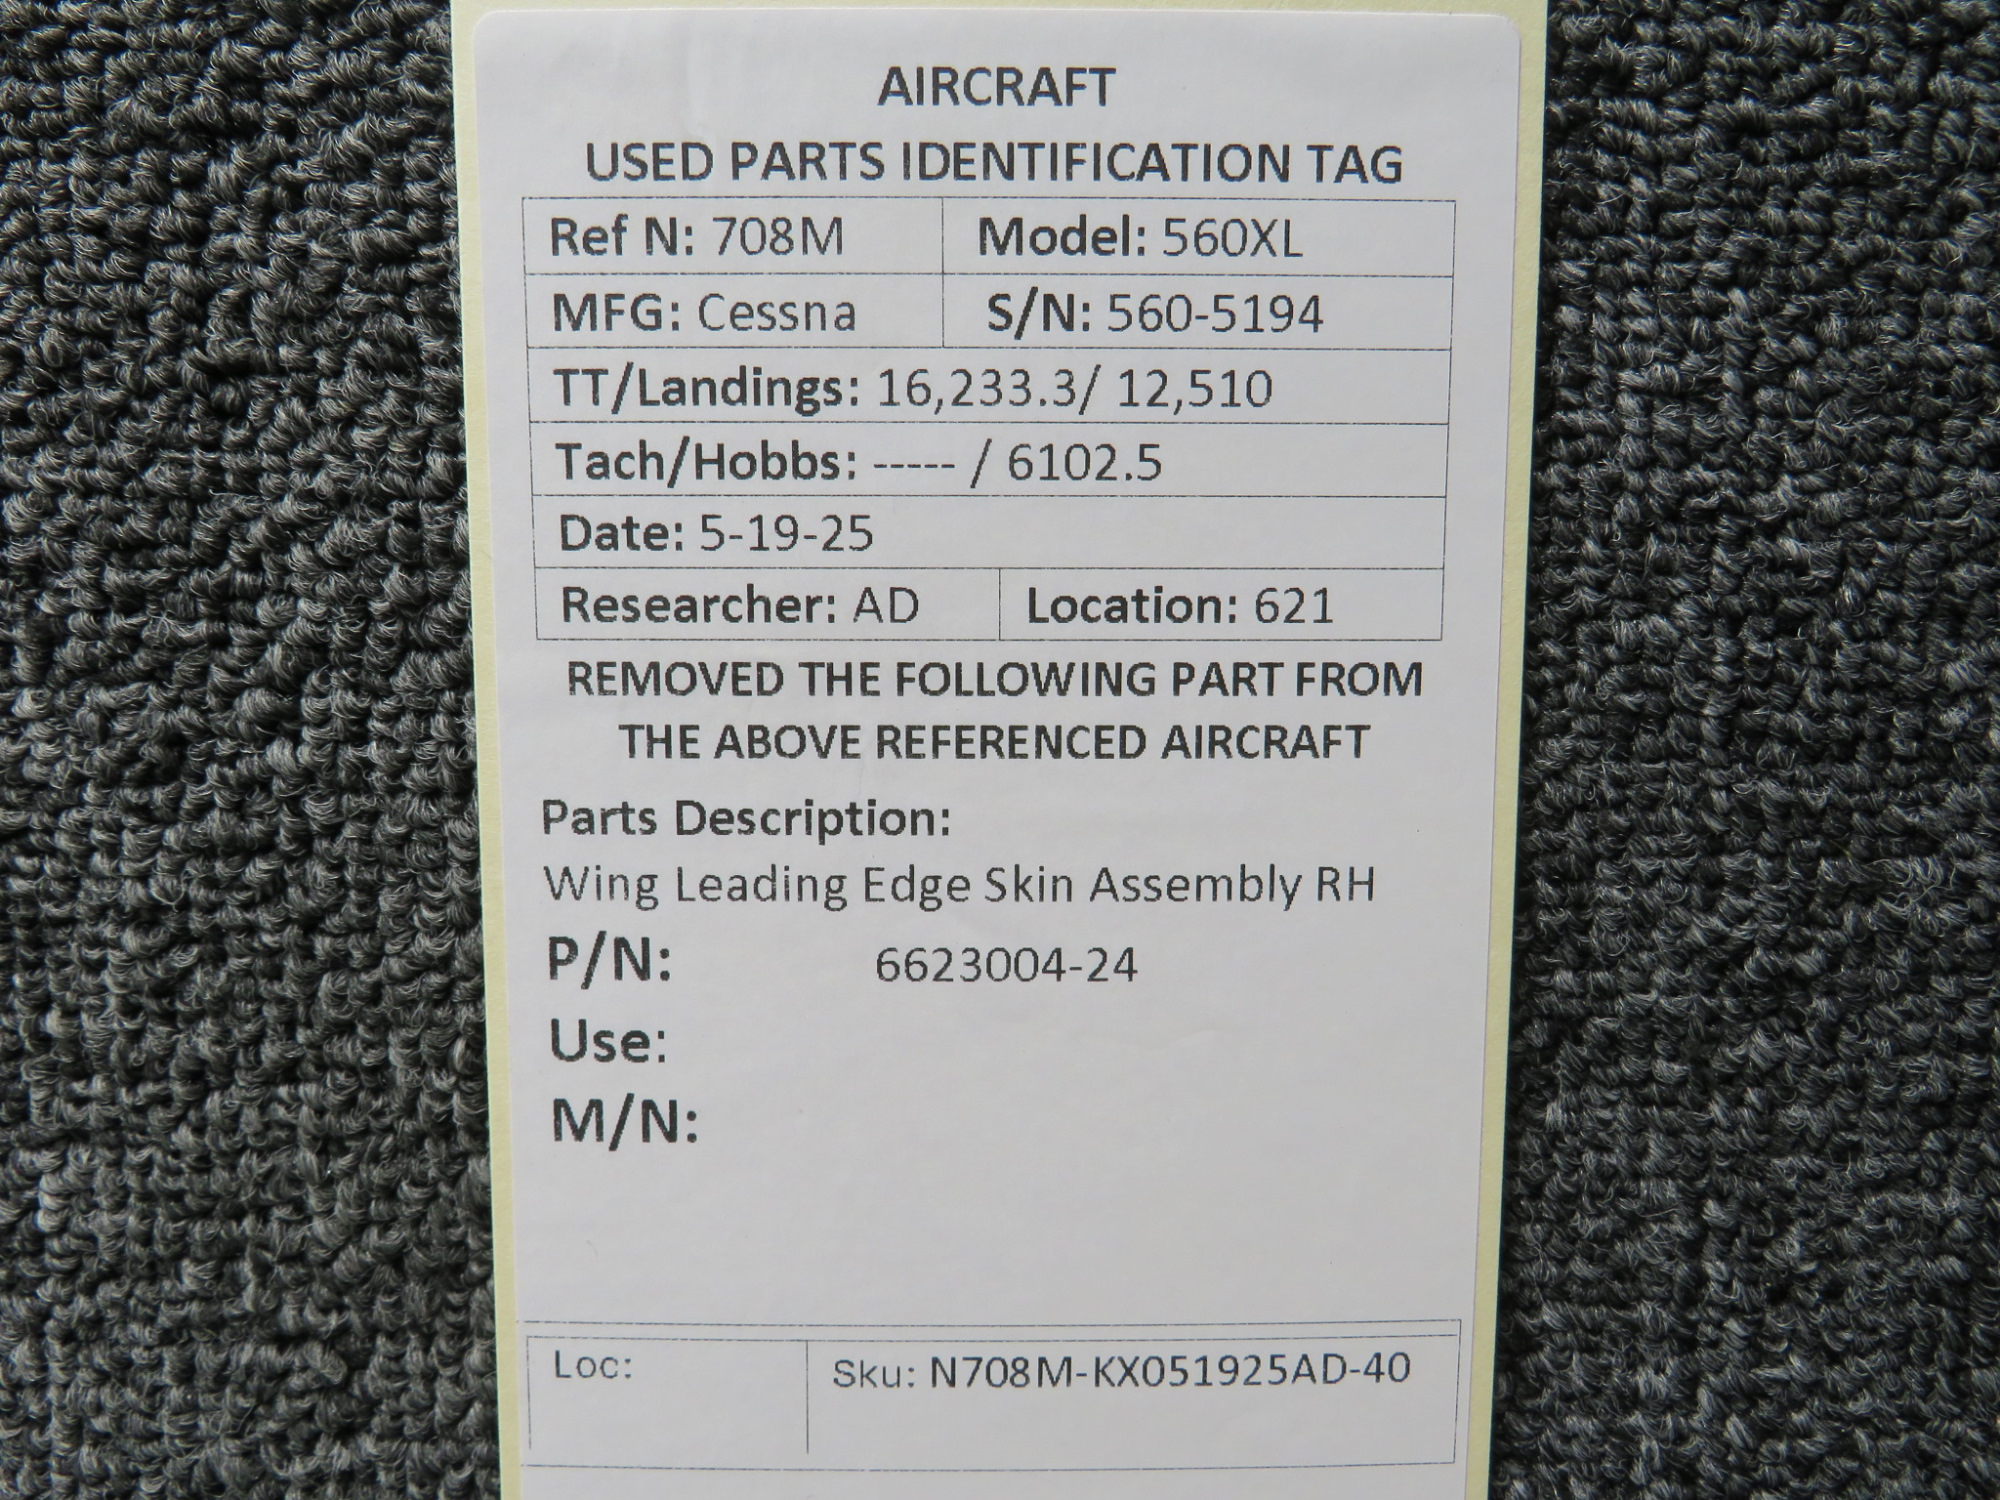 AIRCRAFT
USED PARTS IDENTIFICATION TAG
Ref N: 708M Model: 560XL
MFG: Cessna S/N: 560-5194
TT/Landings: 16,233.3/ 12,510
Tach/Hobbs: ----- / 6102.5
Date: 5-19-25
Researcher: AD Location: 621
REMOVED THE FOLLOWING PART FROM
THE ABOVE REFERENCED AIRCRAFT
Parts Description:
Wing Leading Edge Skin Assembly RH
P/N: 6623004-24
Use:
M/N:
Loc: Sku: N708M-KX051925AD-40